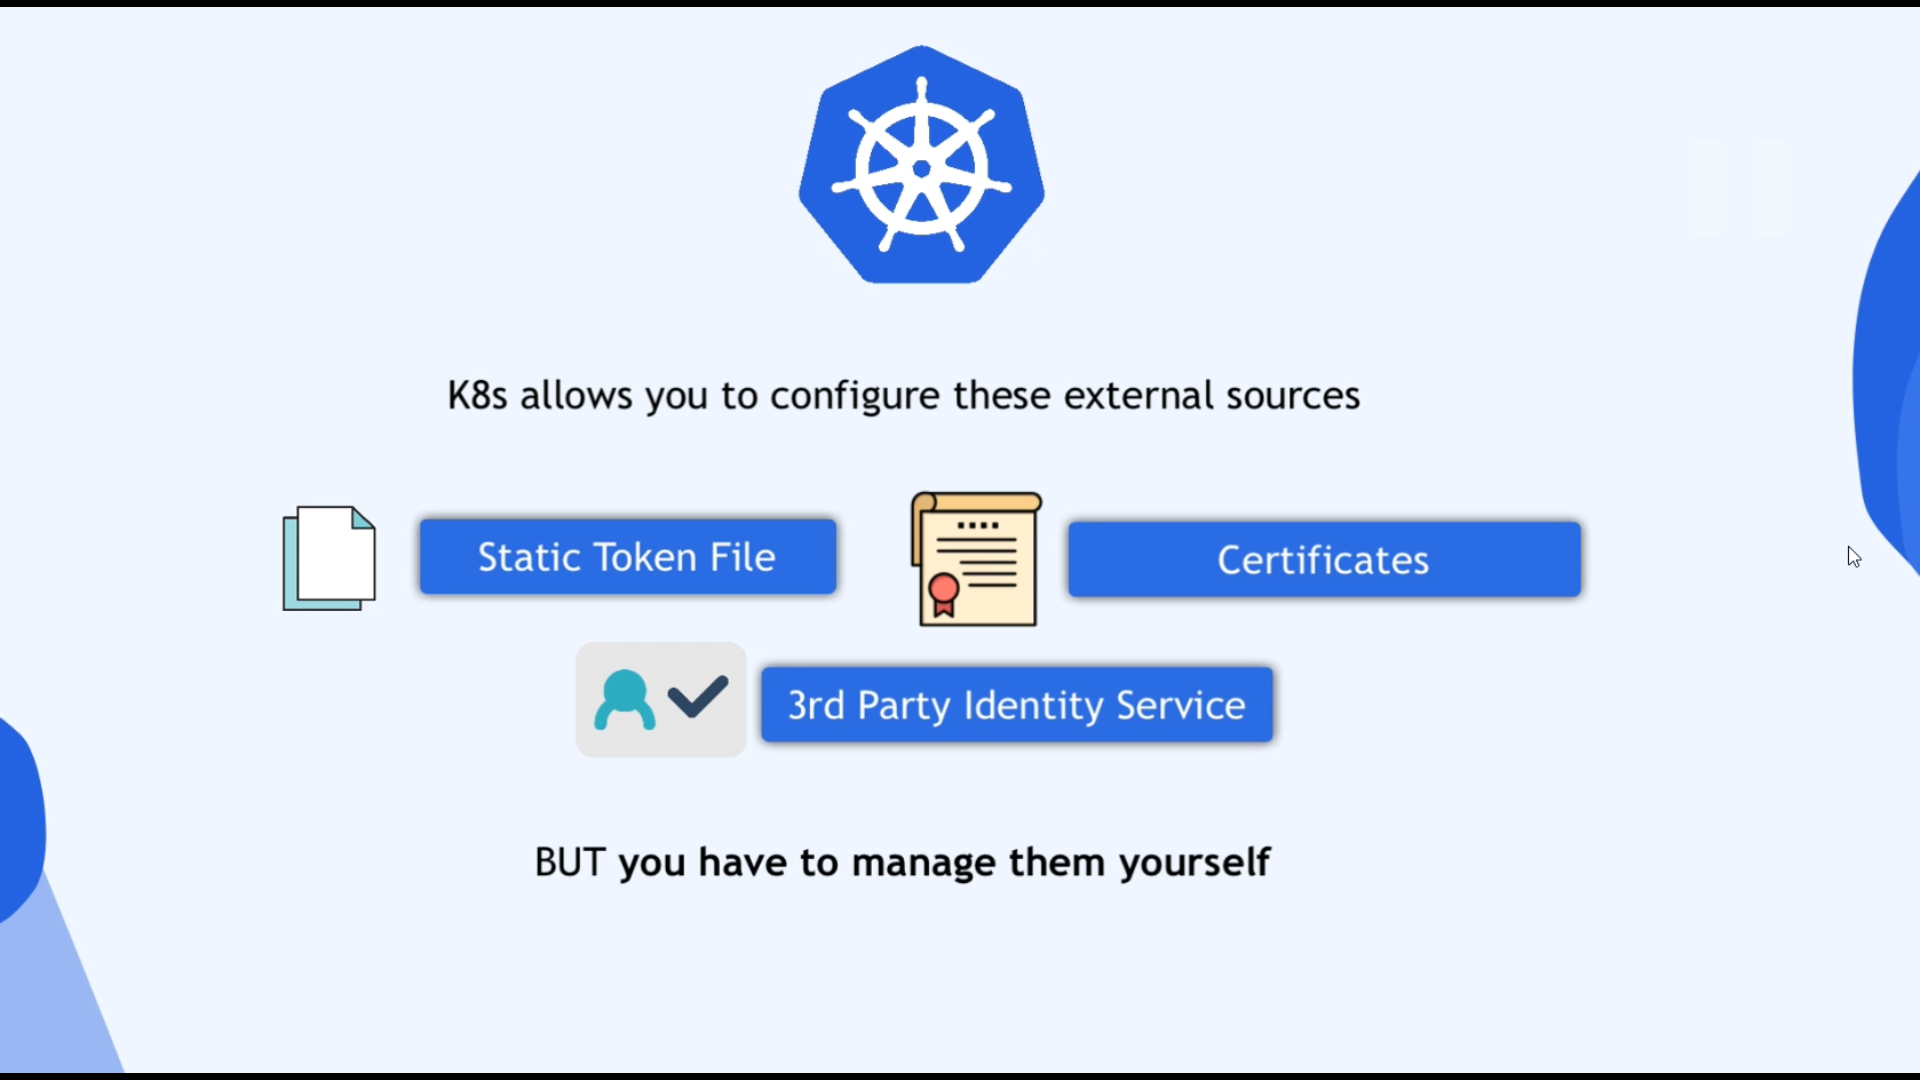 K8s allows you to configure these external sources
Static Token File
Certificates
3rd Party Identity Service
BUT you have to manage them yourself